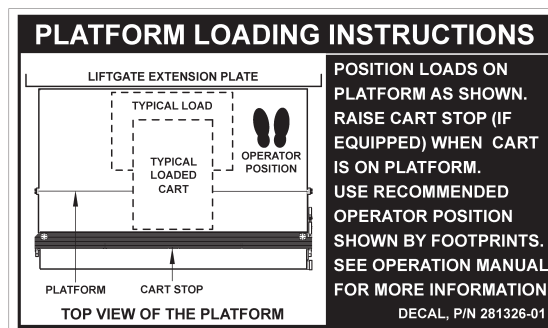 PLATFORM LOADING INSTRUCTIONS
LIFTGATE EXTENSION PLATE
TYPICAL LOAD
TYPICAL
LOADED
CART
OPERATOR
POSITION
PLATFORM
CART STOP
TOP VIEW OF THE PLATFORM
POSITION LOADS ON
PLATFORM AS SHOWN.
RAISE CART STOP (IF
EQUIPPED) WHEN CART
IS ON PLATFORM.
USE RECOMMENDED
OPERATOR POSITION
SHOWN BY FOOTPRINTS.
SEE OPERATION MANUAL
FOR MORE INFORMATION
DECAL, P/N 281326-01